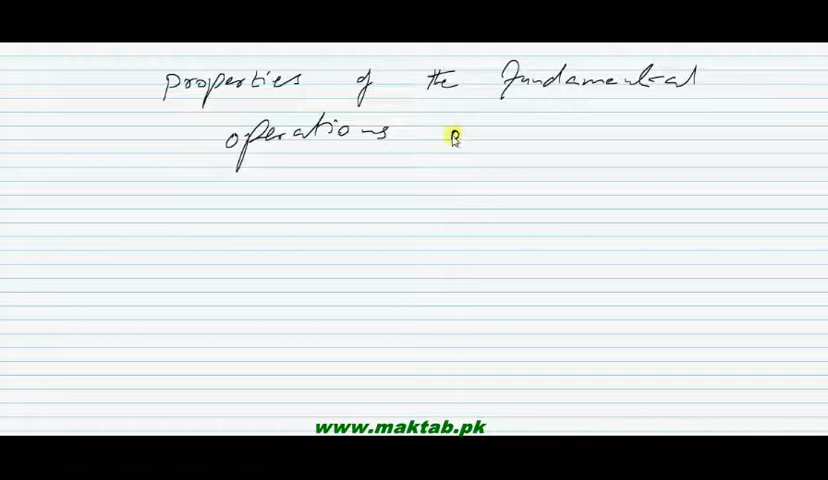 properties of the Fundamental
operations
www.maktab.pk